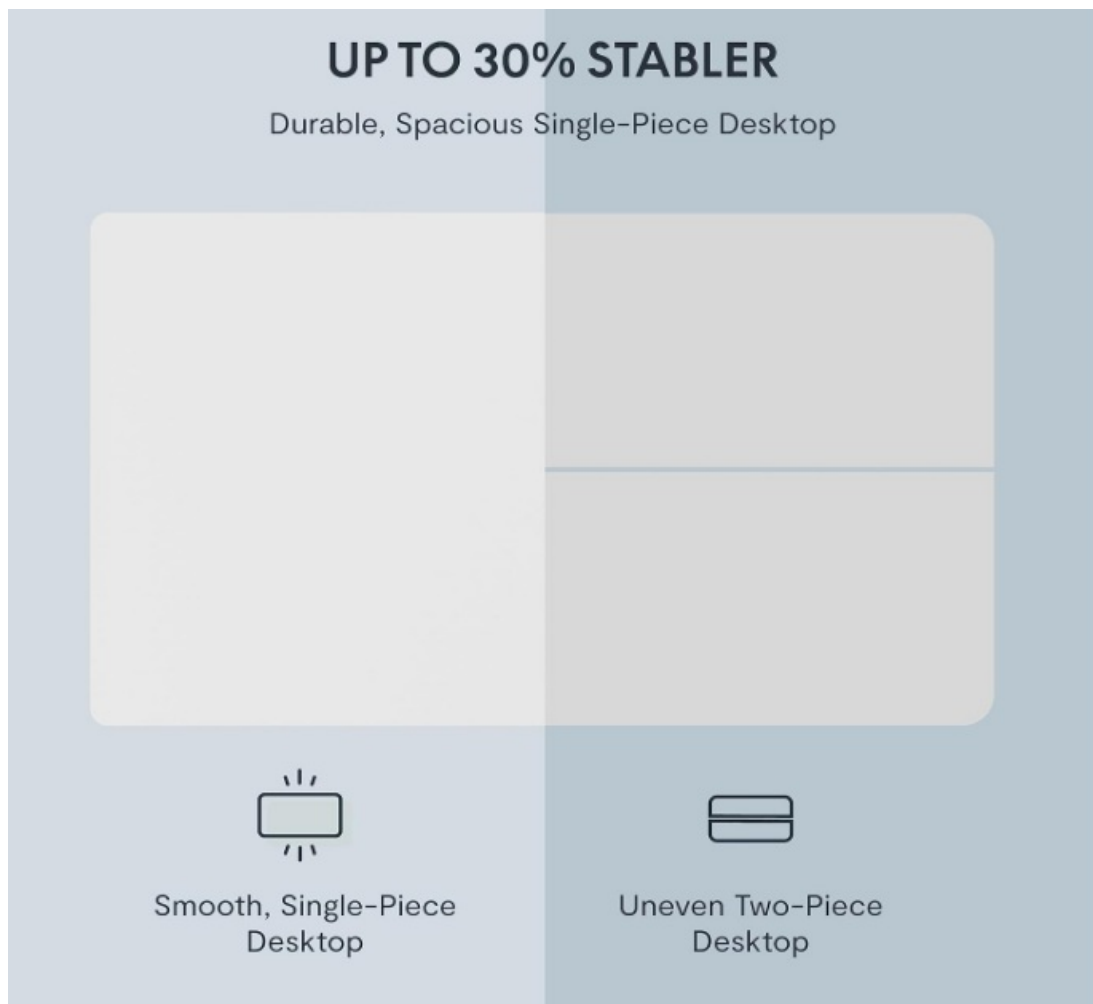 UP TO 30% STABLER
Durable, Spacious Single-Piece Desktop
Smooth, Single-Piece
Desktop
Uneven Two-Piece
Desktop